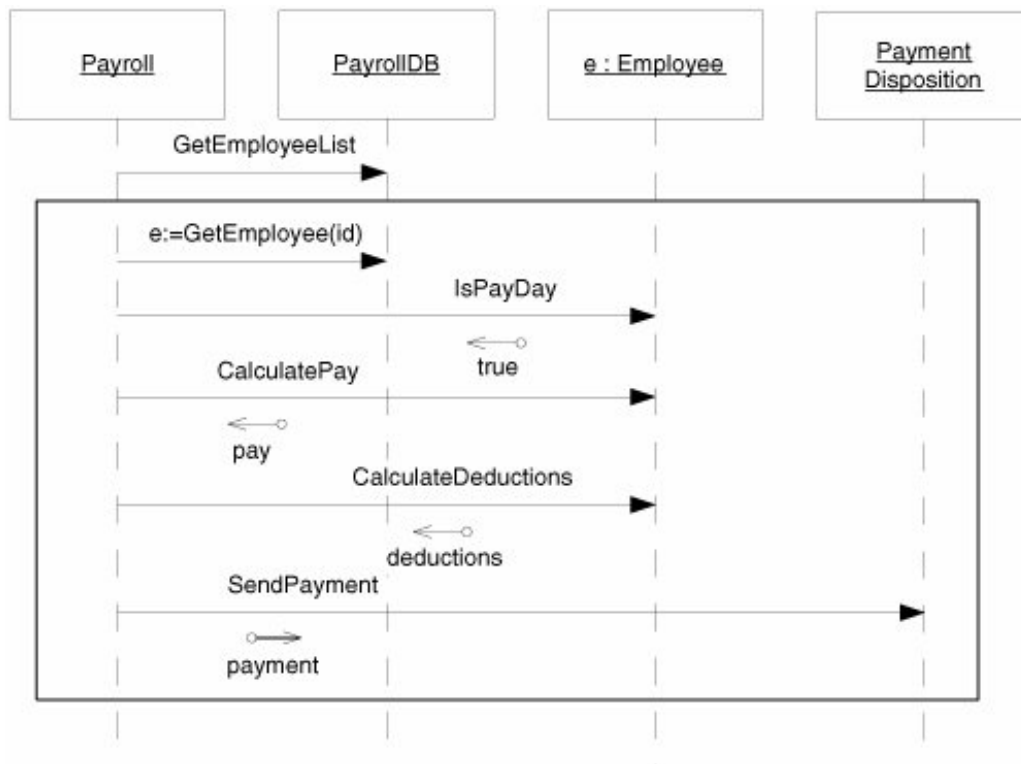 Payroll
PayrollDB
e : Employee
Payment
Disposition
GetEmployeeList
e:=GetEmployee(id)
IsPayDay
true
CalculatePay
pay
CalculateDeductions
deductions
SendPayment
payment